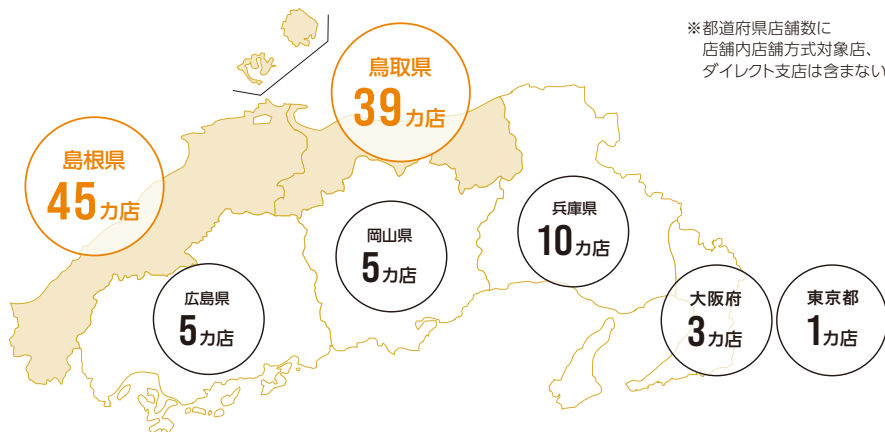 ※都道府県店舗数に
店舗内店舗方式対象店、
ダイレクト支店は含まない
鳥取県
39カ店
島根県
45カ店
兵庫県
10カ店
岡山県
5カ店
広島県
5カ店
大阪府
3カ店
東京都
1カ店